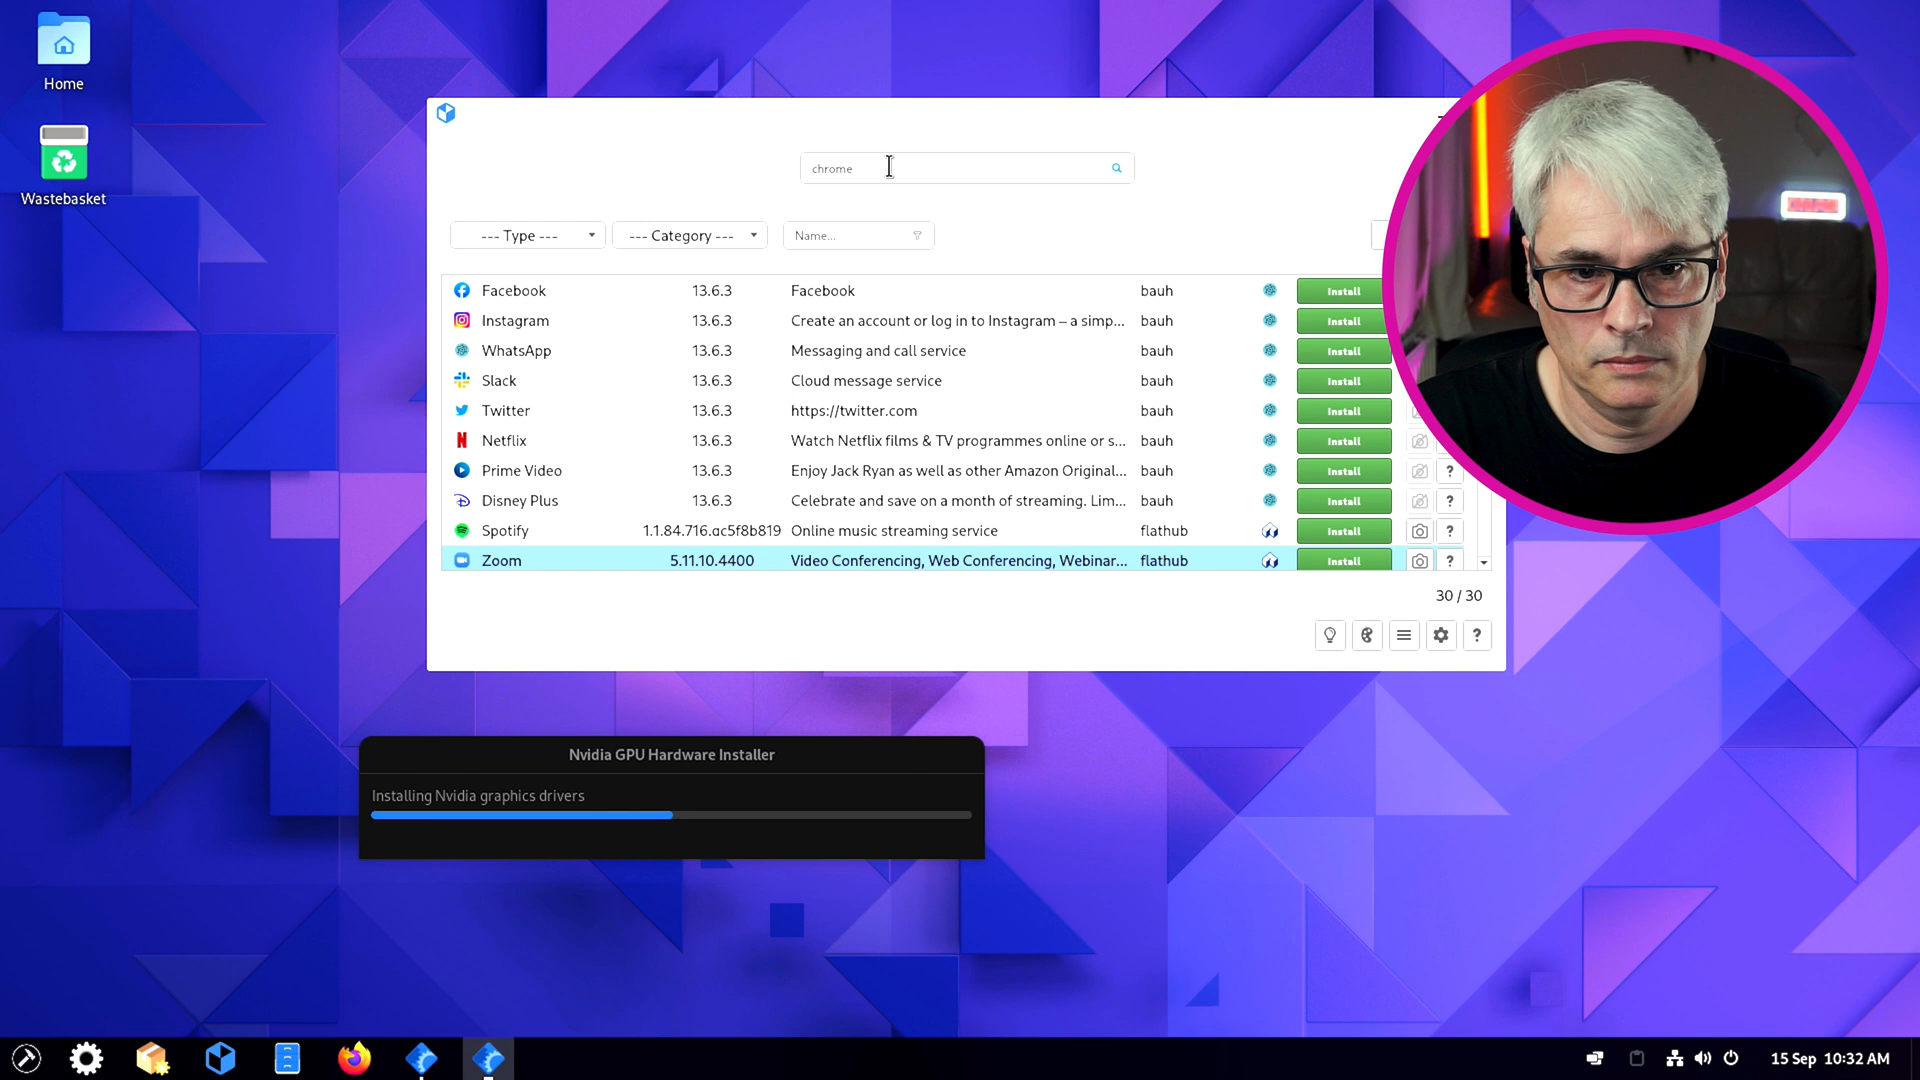 Home
Wastebasket
chrome
--- Type ---
--- Category ---
Name...
Facebook 13.6.3 Facebook bauh Install
Instagram 13.6.3 Create an account or log in to Instagram – a simp... bauh Install
WhatsApp 13.6.3 Messaging and call service bauh Install
Slack 13.6.3 Cloud message service bauh Install
Twitter 13.6.3 https://twitter.com bauh Install
Netflix 13.6.3 Watch Netflix films & TV programmes online or s... bauh Install
Prime Video 13.6.3 Enjoy Jack Ryan as well as other Amazon Original... bauh Install ?
Disney Plus 13.6.3 Celebrate and save on a month of streaming. Lim... bauh Install ?
Spotify 1.1.84.716.gc5f8b819 Online music streaming service flathub Install ?
Zoom 5.11.10.4400 Video Conferencing, Web Conferencing, Webinar... flathub Install ?
30 / 30
?
Nvidia GPU Hardware Installer
Installing Nvidia graphics drivers
15 Sep 10:32 AM